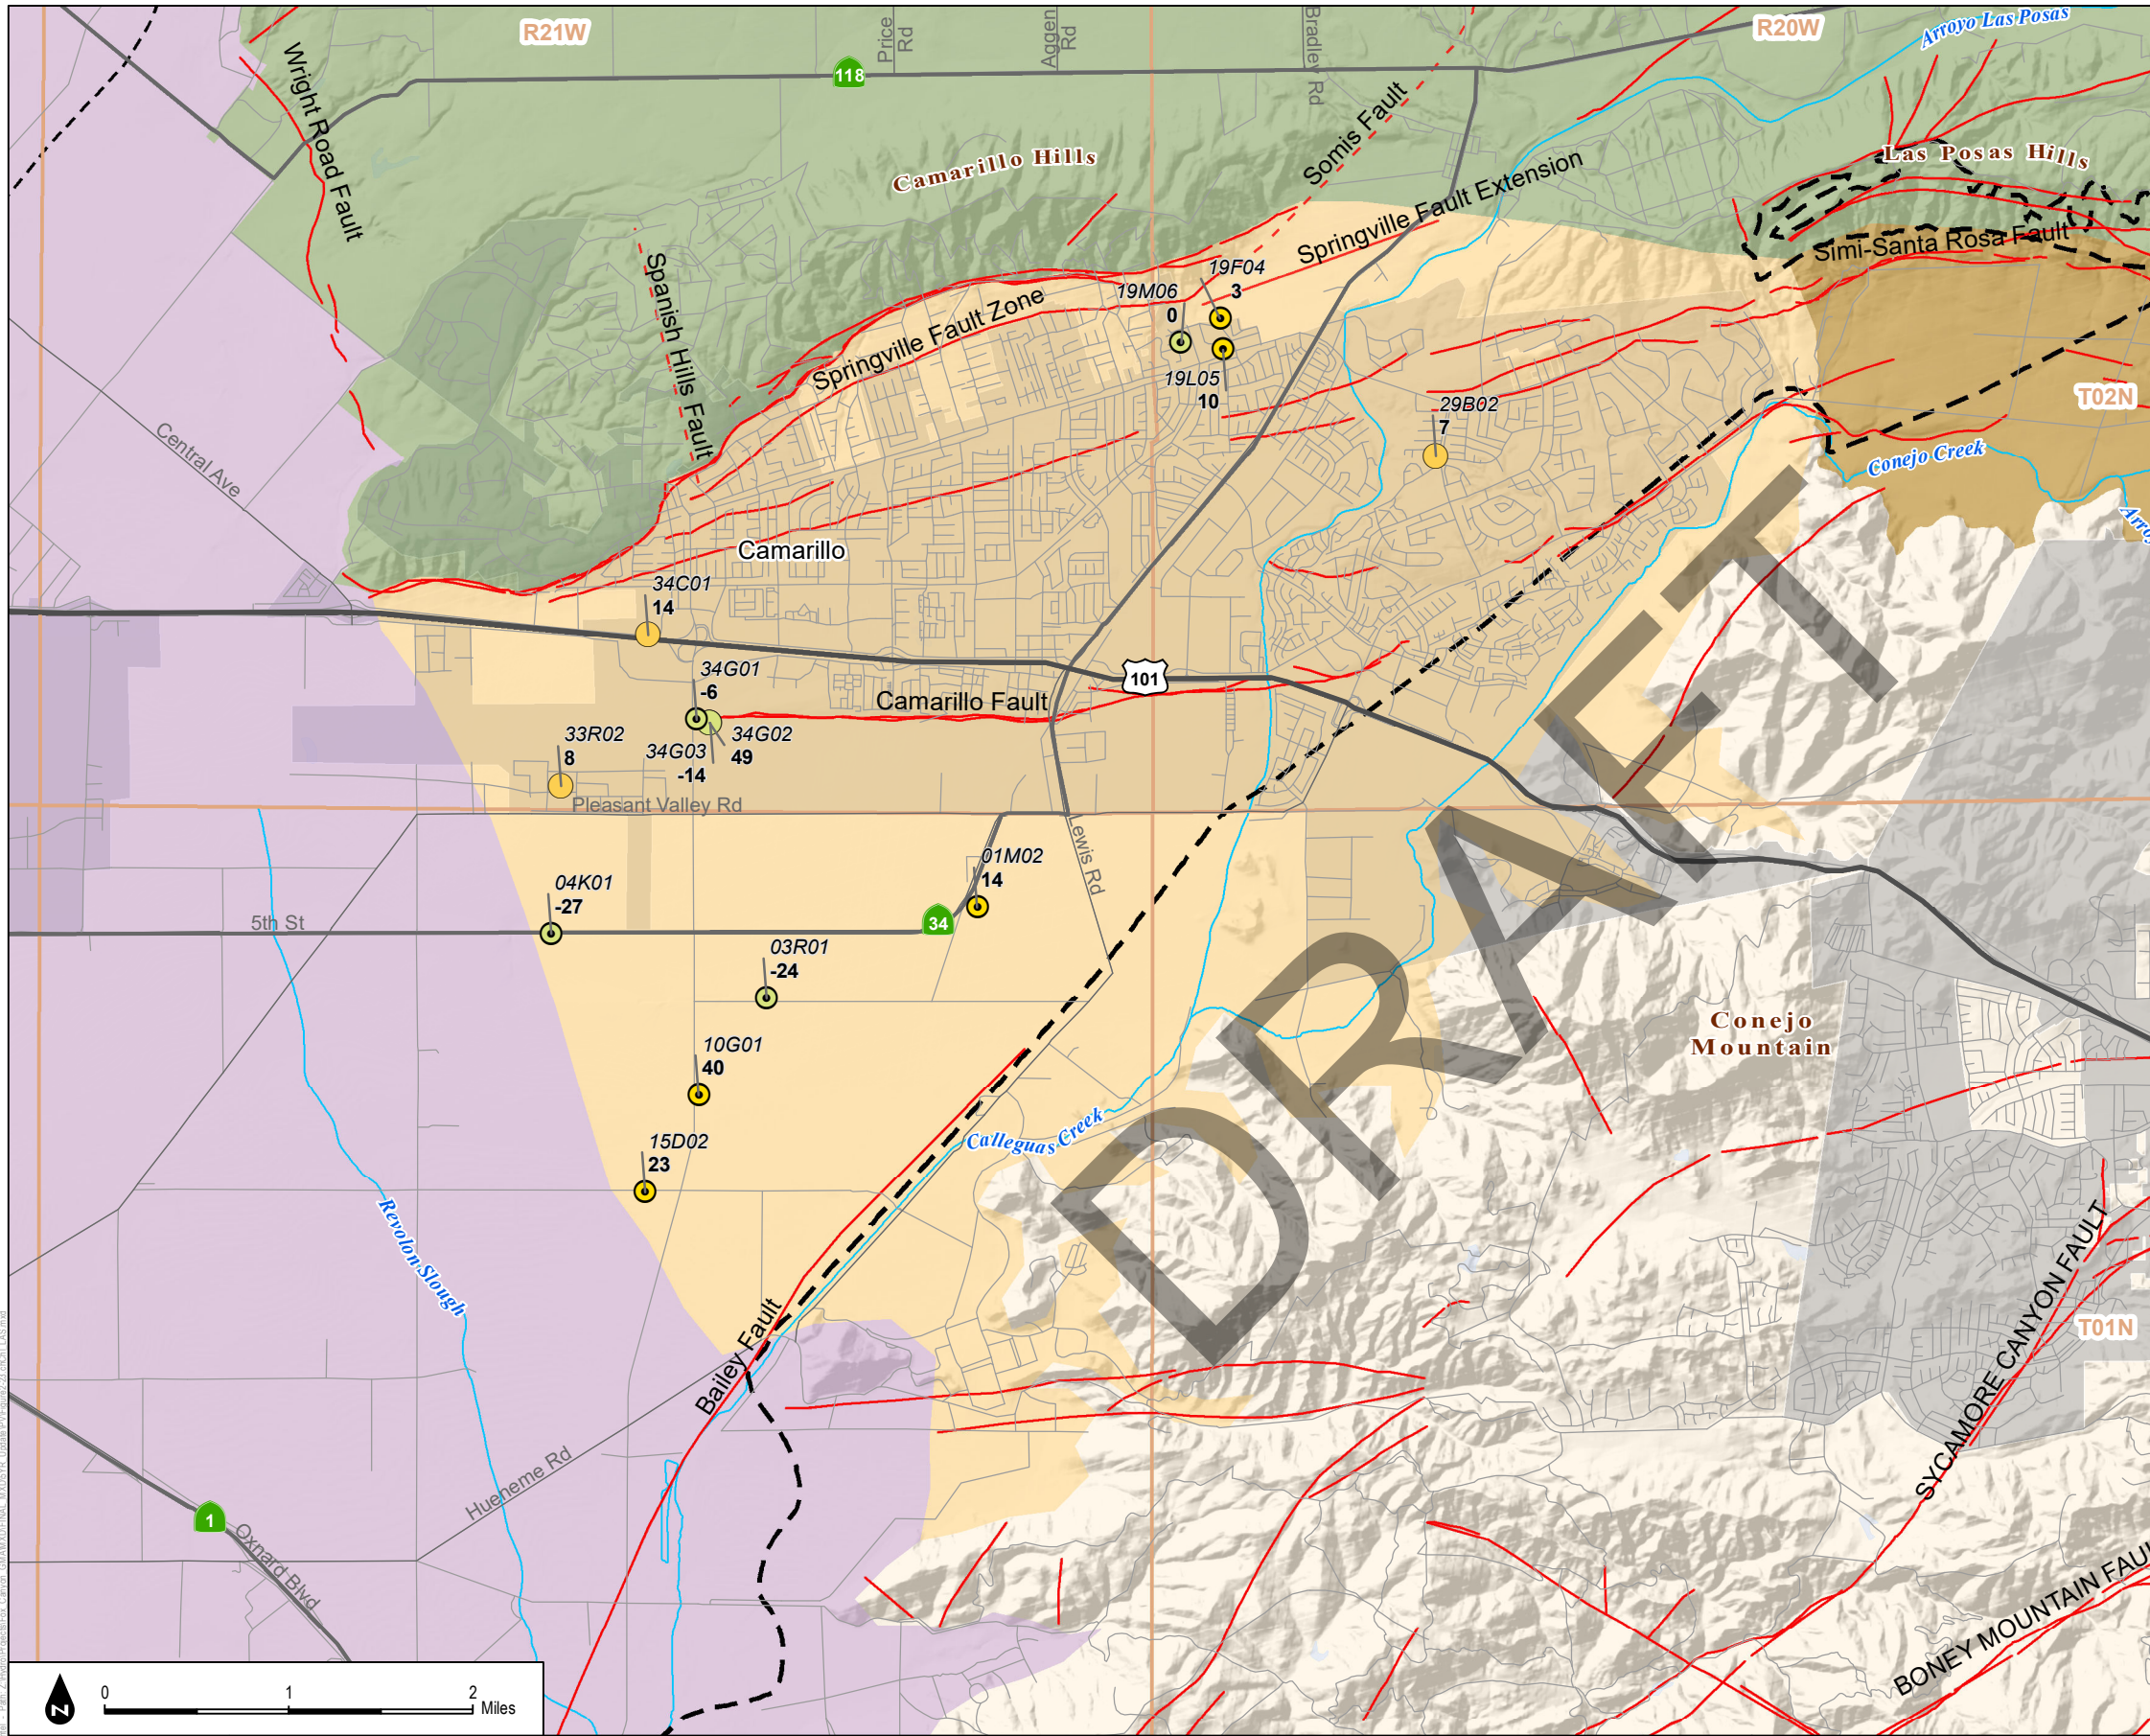 R21W
Price
Rd
Aggen
Rd
Bradley Rd
R20W
Arroyo Las Posas
118
Wright Road Fault
Camarillo Hills
Somis Fault
Las Posas Hills
Springville Fault Extension
Simi-Santa Rosa Fault
Spanish Hills Fault
Springville Fault Zone
19F04
3
19M06
0
19L05
10
29B02
7
T02N
Central Ave
Conejo Creek
Arroyo
Camarillo
34C01
14
34G01
-6
101
Camarillo Fault
33R02
8
34G02
49
34G03
-14
Pleasant Valley Rd
Lewis Rd
01M02
14
04K01
-27
5th St
34
03R01
-24
DRAFT
Conejo
Mountain
10G01
40
Calleguas Creek
15D02
23
Revolon Slough
SYCAMORE CANYON FAULT
T01N
Bailey Fault
Hueneme Rd
1
Oxnard Blvd
BONEY MOUNTAIN FAUL
N
0 1 2 Miles